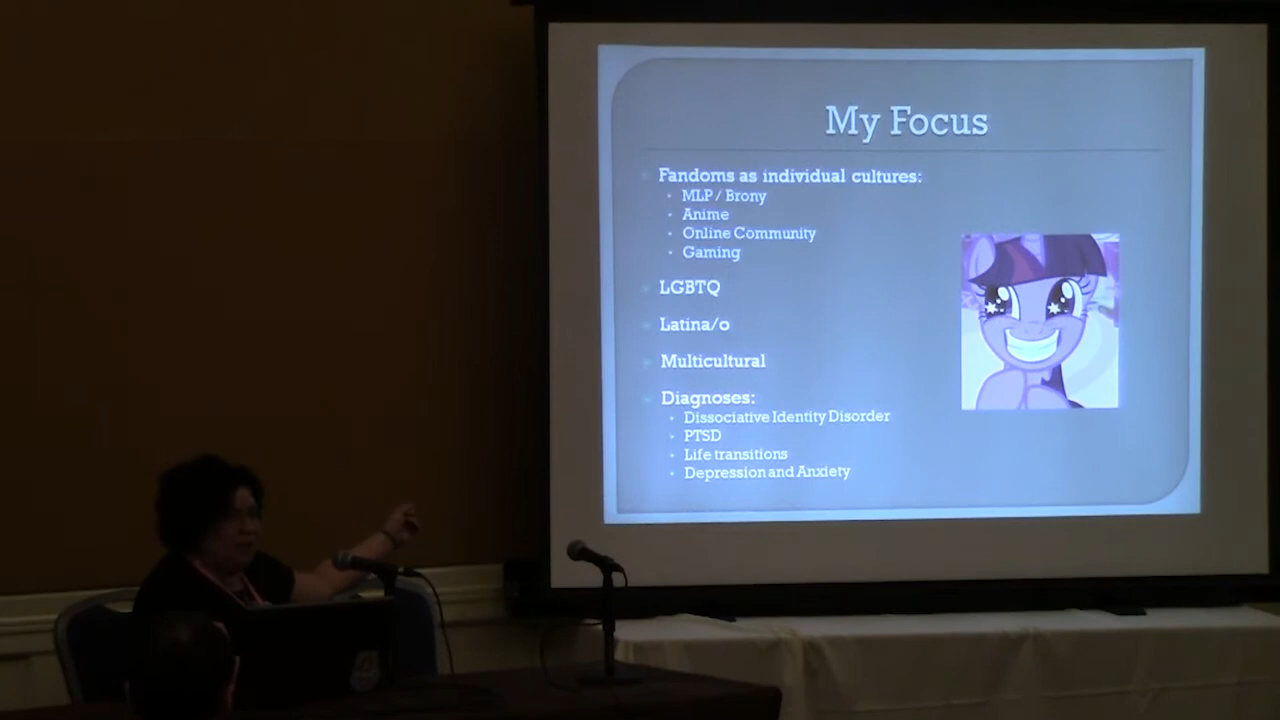 My Focus
Fandoms as individual cultures:
MLP / Brony
Anime
Online Community
Gaming
LGBTQ
Latina/o
Multicultural
Diagnoses:
Dissociative Identity Disorder
PTSD
Life transitions
Depression and Anxiety